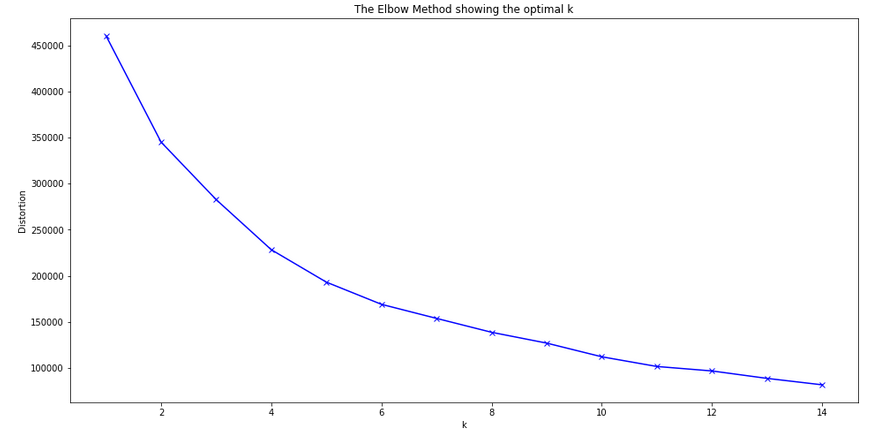 The Elbow Method showing the optimal k
450000
400000
350000
300000
250000
200000
150000
100000
Distortion
2 4 6 8 10 12 14
k